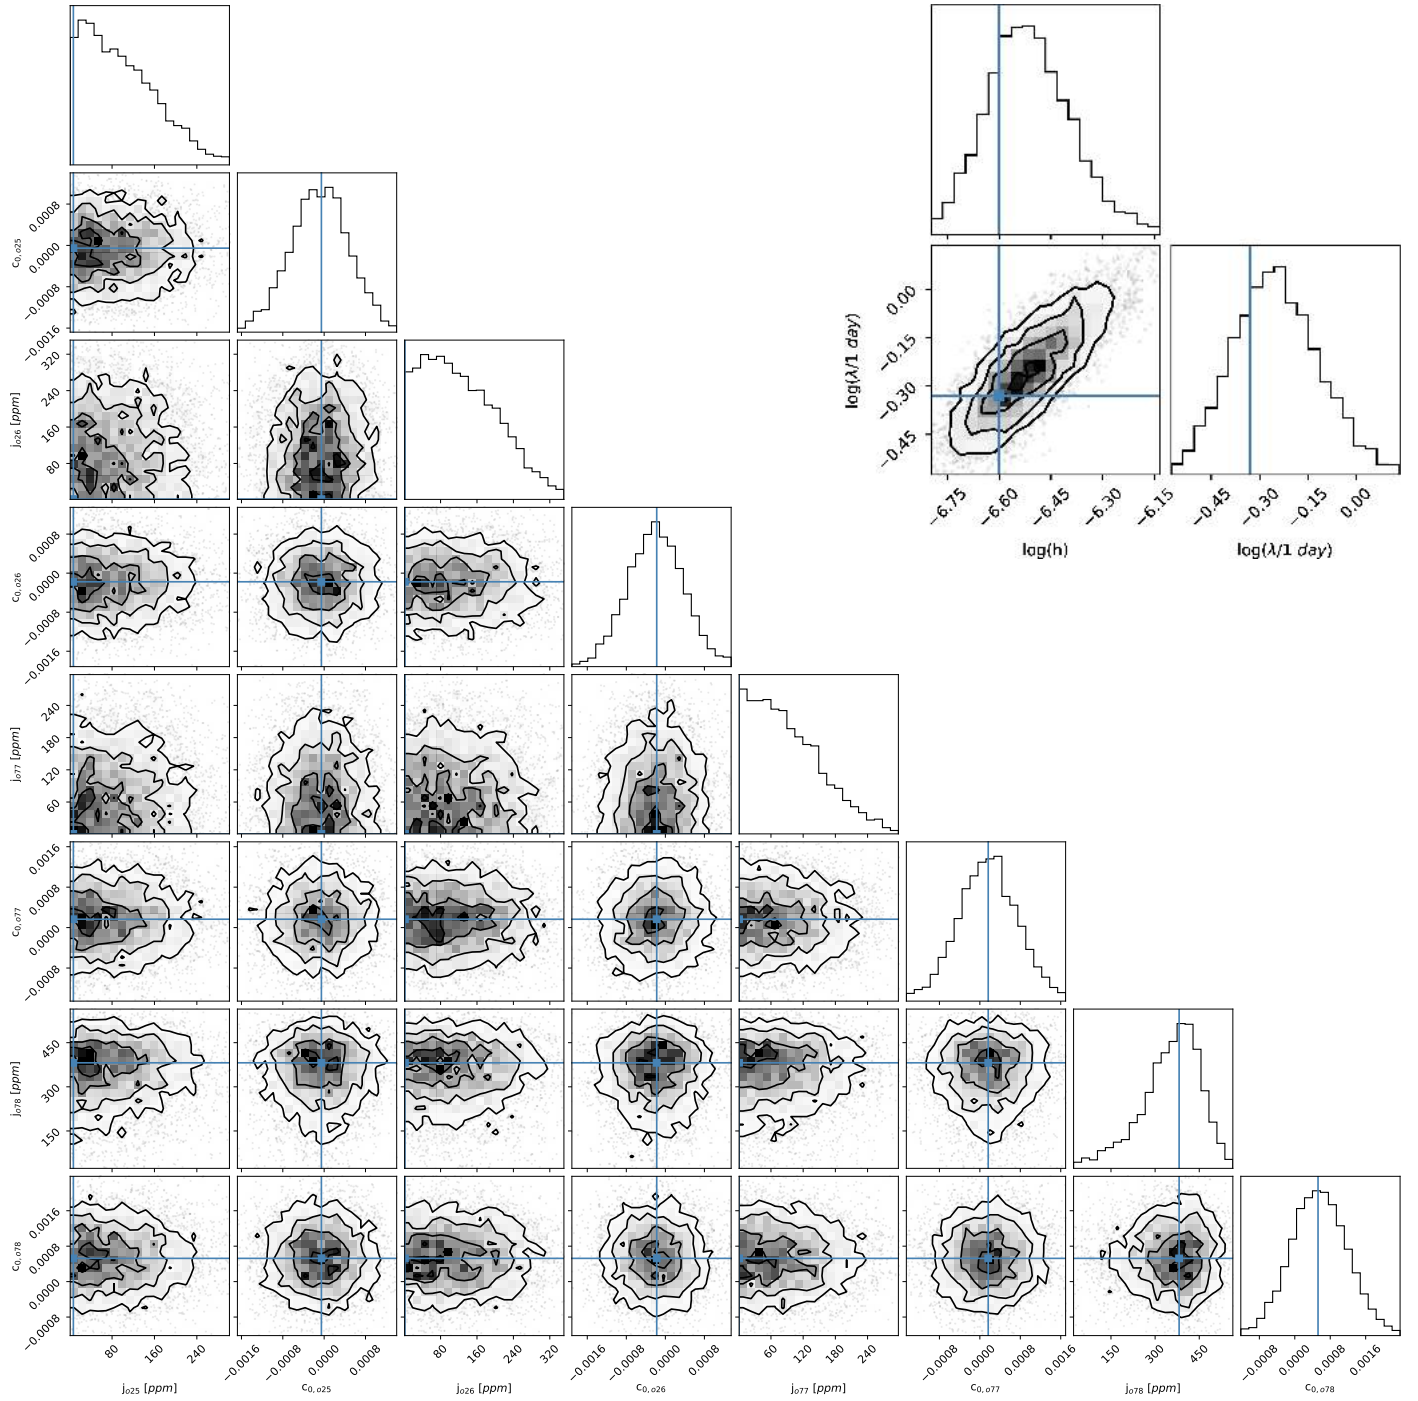 0.0008
0.0000
−0.0008
−0.0016
c0, o25
320
240
160
80
jo26 [ppm]
0.0008
0.0000
−0.0008
−0.0016
c0, o26
240
180
120
60
jo77 [ppm]
0.0016
0.0008
0.0000
−0.0008
c0, o77
450
300
150
jo78 [ppm]
0.0016
0.0008
0.0000
−0.0008
c0, o78
80 160 240
jo25 [ppm]
−0.0016 −0.0008 0.0000 0.0008
c0, o25
80 160 240 320
jo26 [ppm]
−0.0016 −0.0008 0.0000 0.0008
c0, o26
60 120 180 240
jo77 [ppm]
−0.0008 0.0000 0.0008 0.0016
c0, o77
150 300 450
jo78 [ppm]
−0.0008 0.0000 0.0008 0.0016
c0, o78
0.00
−0.15
−0.30
−0.45
log(λ/1 day)
−6.75 −6.60 −6.45 −6.30 −6.15
log(h)
−0.45 −0.30 −0.15 0.00
log(λ/1 day)